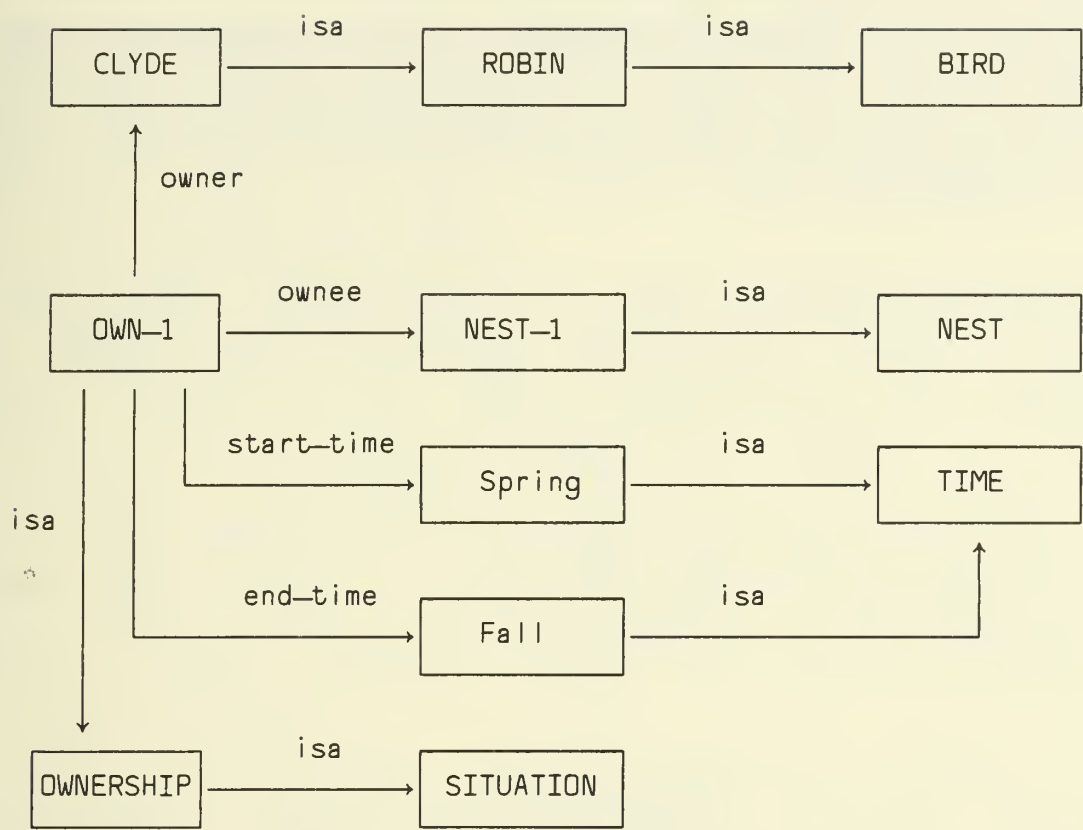 isa isa
CLYDE ROBIN BIRD
owner
ownee isa
OWN—1 NEST—1 NEST
start—time isa
Spring TIME
isa
end—time isa
Fall
isa
OWNERSHIP SITUATION